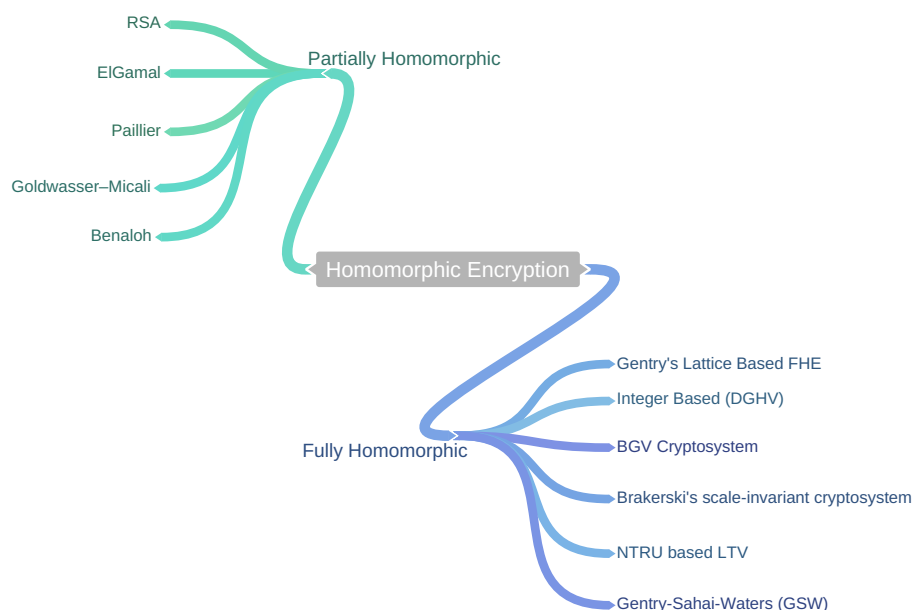 RSA
Partially Homomorphic
ElGamal
Paillier
Goldwasser–Micali
Benaloh
Homomorphic Encryption
Gentry's Lattice Based FHE
Integer Based (DGHV)
BGV Cryptosystem
Fully Homomorphic
Brakerski's scale-invariant cryptosystem
NTRU based LTV
Gentry-Sahai-Waters (GSW)